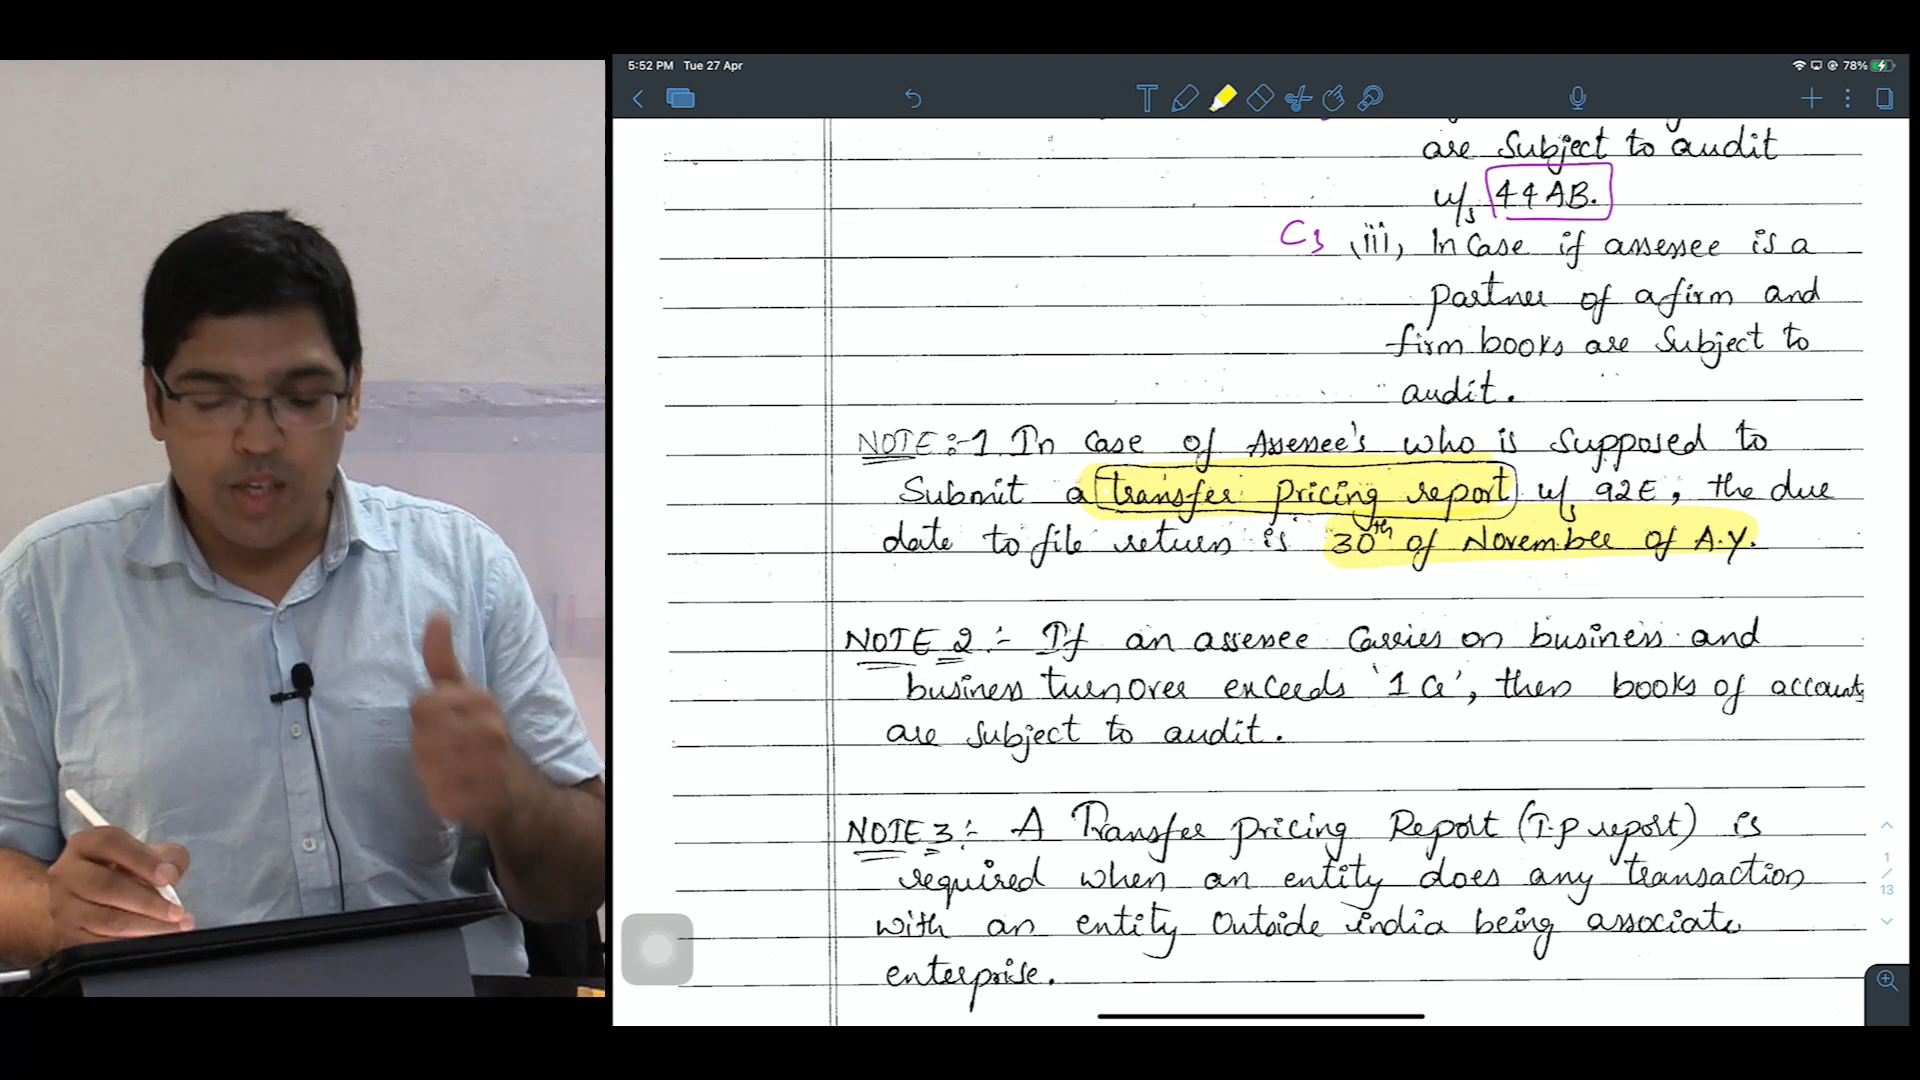 5:52 PM Tue 27 Apr
78%
are Subject to audit
u/s 44AB.
C3 (iii) In Case if assessee is a
partner of a firm and
firm books are Subject to
audit.
NOTE:-1 In case of Assessee's who is supposed to
Submit a transfer pricing report u/s 92E, the due
date to file return is 30th of November of A.Y.
NOTE 2:- If an assessee Carries on business and
business turnover exceeds '1 Cr', then books of accounts
are subject to audit.
NOTE 3:- A Transfer pricing Report (T.P report) is
required when an entity does any transaction
with an entity Outside india being associate
enterprise.
1
/
13